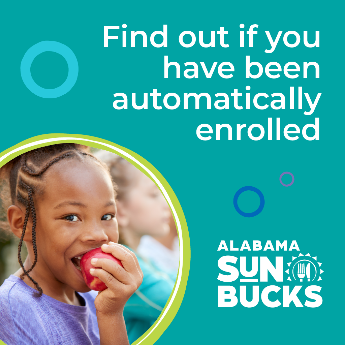 Find out if you
have been
automatically
enrolled
ALABAMA
SUN
BUCKS